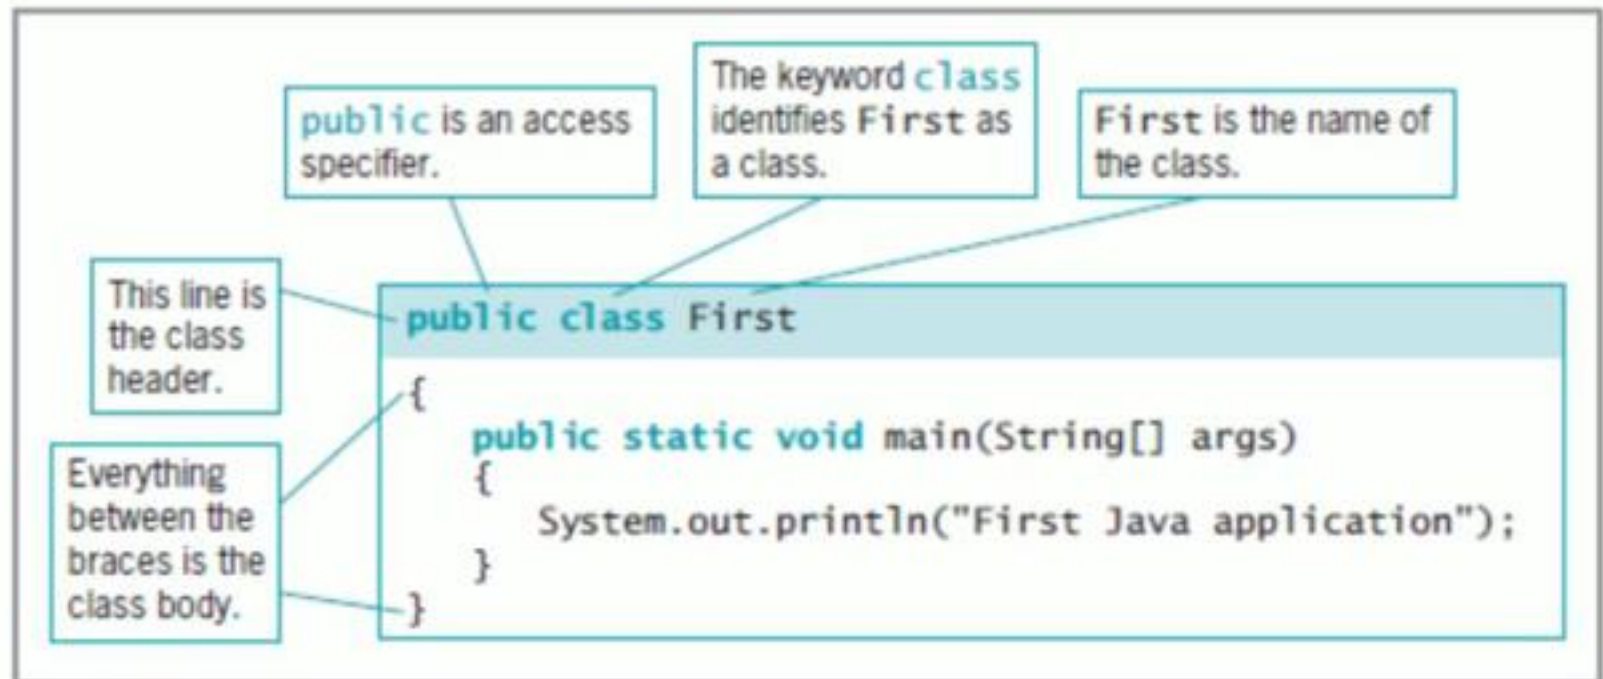 public is an access
specifier.
The keyword class
identifies First as
a class.
First is the name of
the class.
This line is
the class
header.
public class First
{
public static void main(String[] args)
{
System.out.println("First Java application");
}
}
Everything
between the
braces is the
class body.